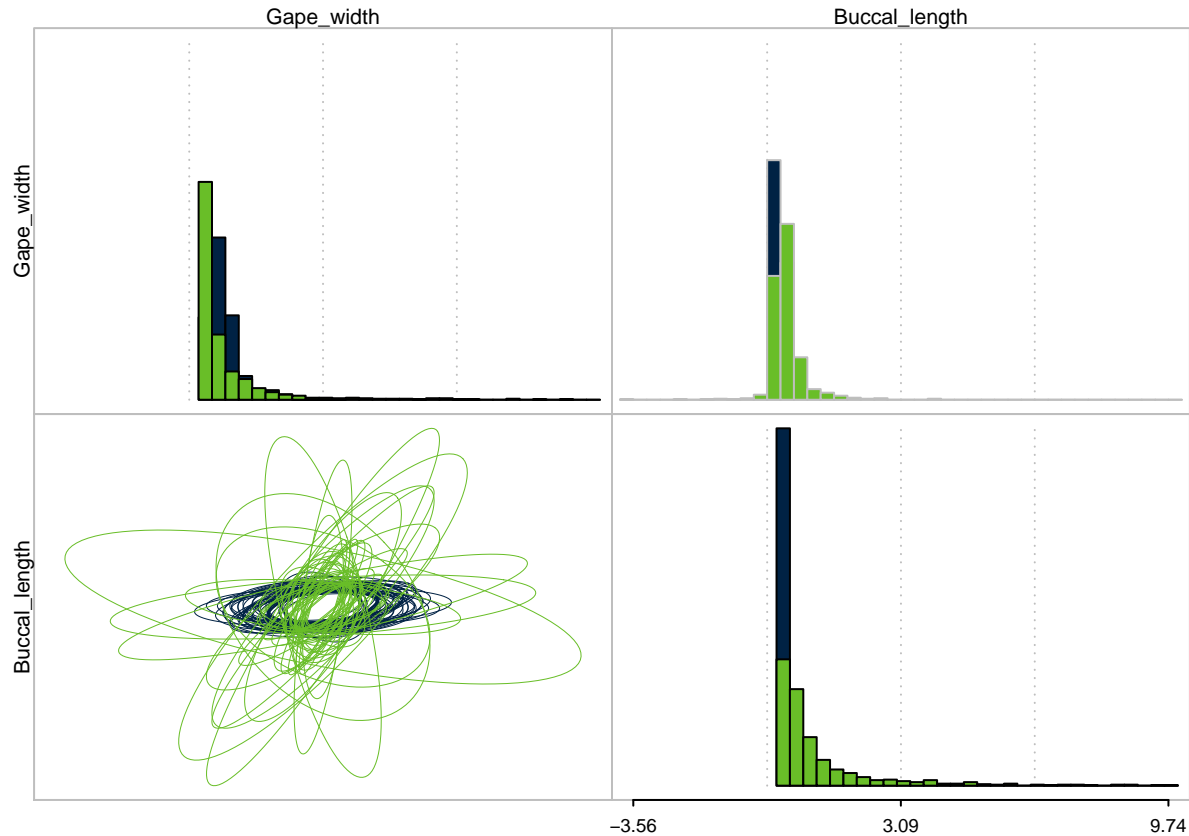 Gape_width
Buccal_length
Gape_width
Buccal_length
−3.56
3.09
9.74